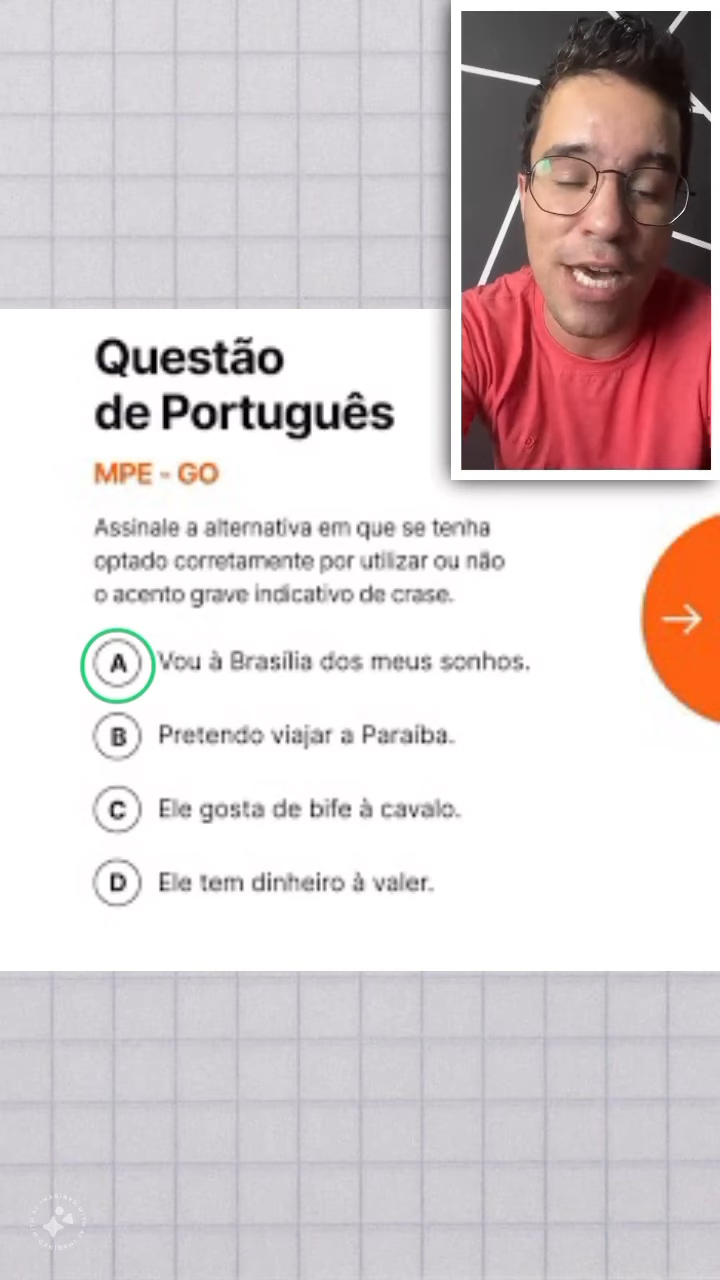 Questão
de Português
MPE - GO
Assinale a alternativa em que se tenha
optado corretamente por utilizar ou não
o acento grave indicativo de crase.
A Vou à Brasília dos meus sonhos.
B Pretendo viajar a Paraíba.
C Ele gosta de bife à cavalo.
D Ele tem dinheiro à valer.